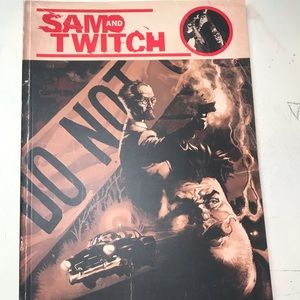 SAM AND
TWITCH
DO NOT